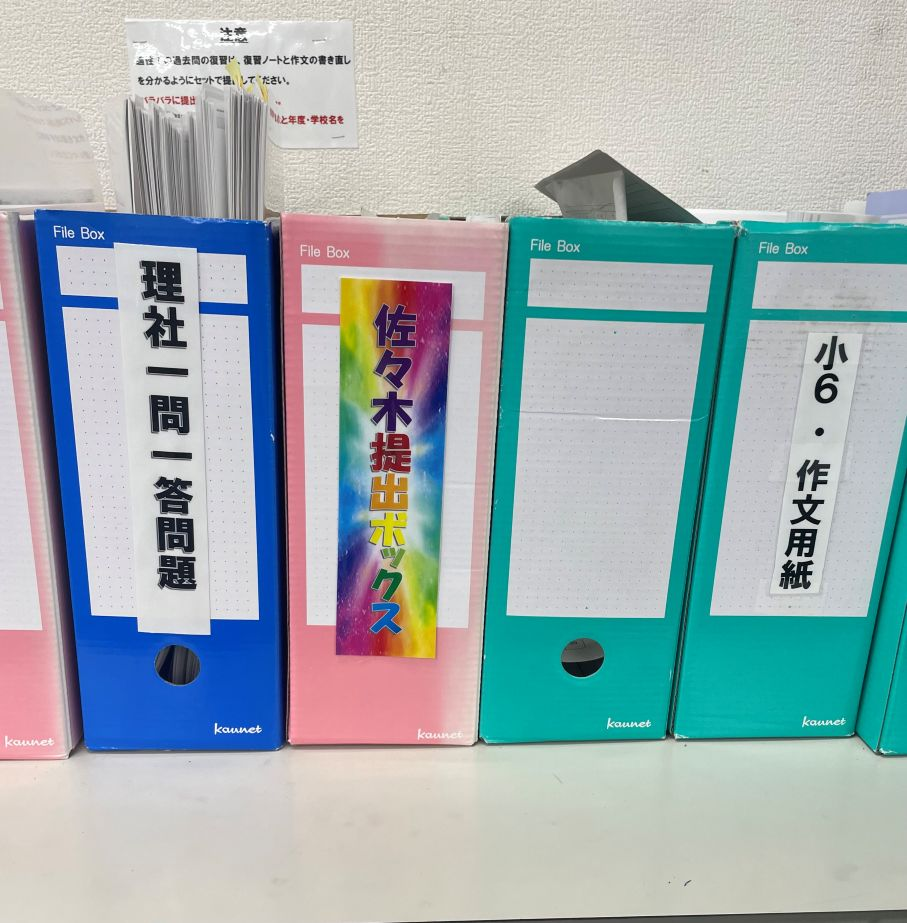 注意
過去問の復習は、復習ノートと作文の書き直し
を分かるようにセットで提出してください。
バラバラに提出
と年度・学校名を
File Box
理社一問一答問題
kaunet
File Box
佐々木提出ボックス
kaunet
File Box
kaunet
File Box
小6・作文用紙
kaunet
kaunet